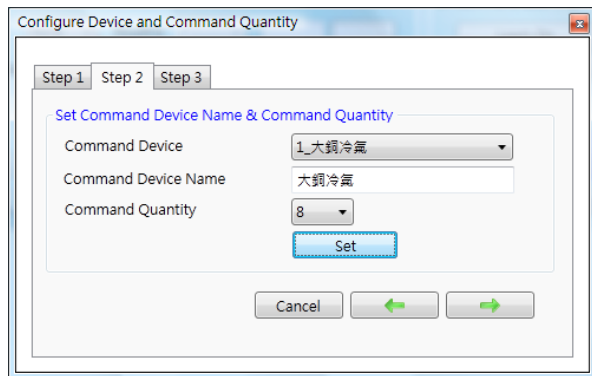 Configure Device and Command Quantity
Step 1 Step 2 Step 3
Set Command Device Name & Command Quantity
Command Device 1_大銅冷氣
Command Device Name 大銅冷氣
Command Quantity 8
Set
Cancel